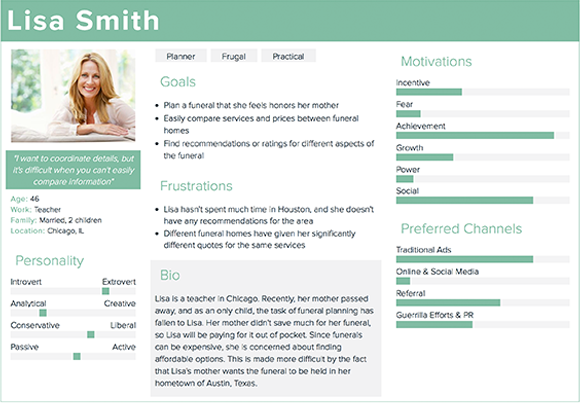 Lisa Smith
"I want to coordinate details, but
it's difficult when you can't easily
compare information"
Age: 46
Work: Teacher
Family: Married, 2 children
Location: Chicago, IL
Personality
Introvert Extrovert
Analytical Creative
Conservative Liberal
Passive Active
Planner Frugal Practical
Goals
Plan a funeral that she feels honors her mother
Easily compare services and prices between funeral
homes
Find recommendations or ratings for different aspects of
the funeral
Frustrations
Lisa hasn't spent much time in Houston, and she doesn't
have any recommendations for the area
Different funeral homes have given her significantly
different quotes for the same services
Bio
Lisa is a teacher in Chicago. Recently, her mother passed
away, and as an only child, the task of funeral planning has
fallen to Lisa. Her mother didn't save much for her funeral,
so Lisa will be paying for it out of pocket. Since funerals
can be expensive, she is concerned about finding
affordable options. This is made more difficult by the fact
that Lisa's mother wants the funeral to be held in her
hometown of Austin, Texas.
Motivations
Incentive
Fear
Achievement
Growth
Power
Social
Preferred Channels
Traditional Ads
Online & Social Media
Referral
Guerrilla Efforts & PR